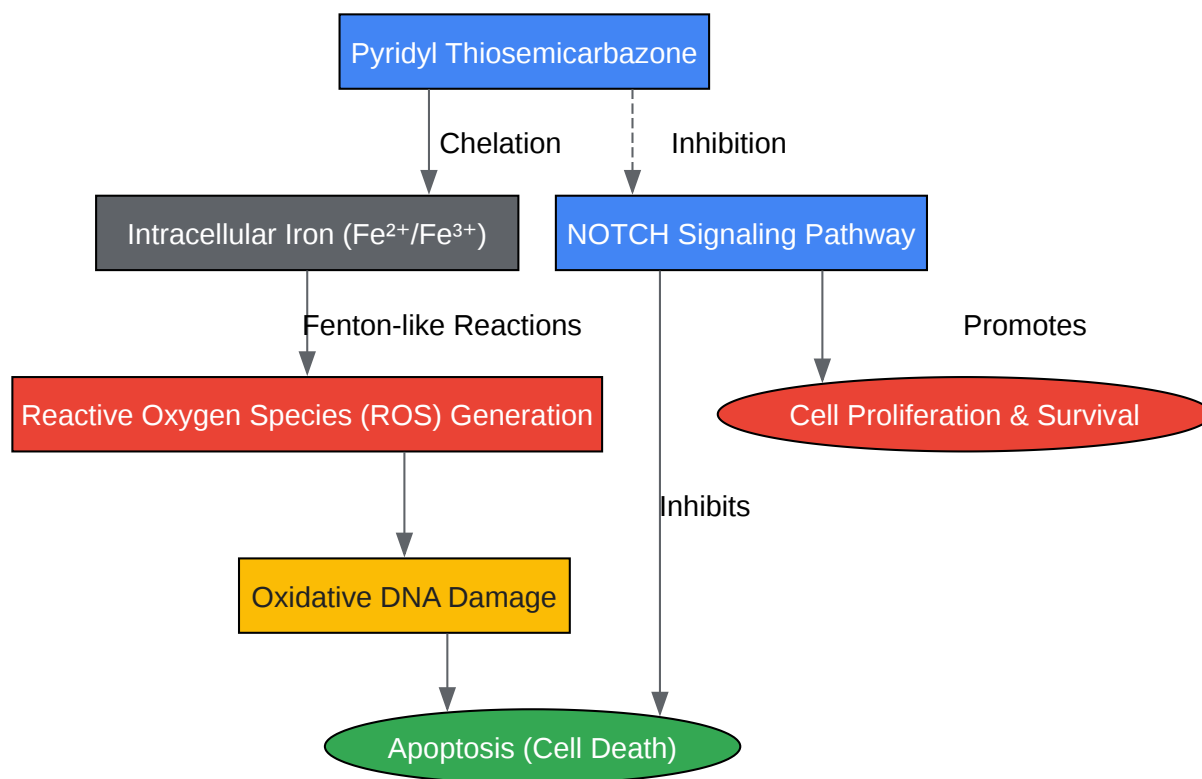 Pyridyl Thiosemicarbazone
Chelation
Inhibition
Intracellular Iron (Fe²⁺/Fe³⁺)
NOTCH Signaling Pathway
Fenton-like Reactions
Promotes
Reactive Oxygen Species (ROS) Generation
Cell Proliferation & Survival
Inhibits
Oxidative DNA Damage
Apoptosis (Cell Death)